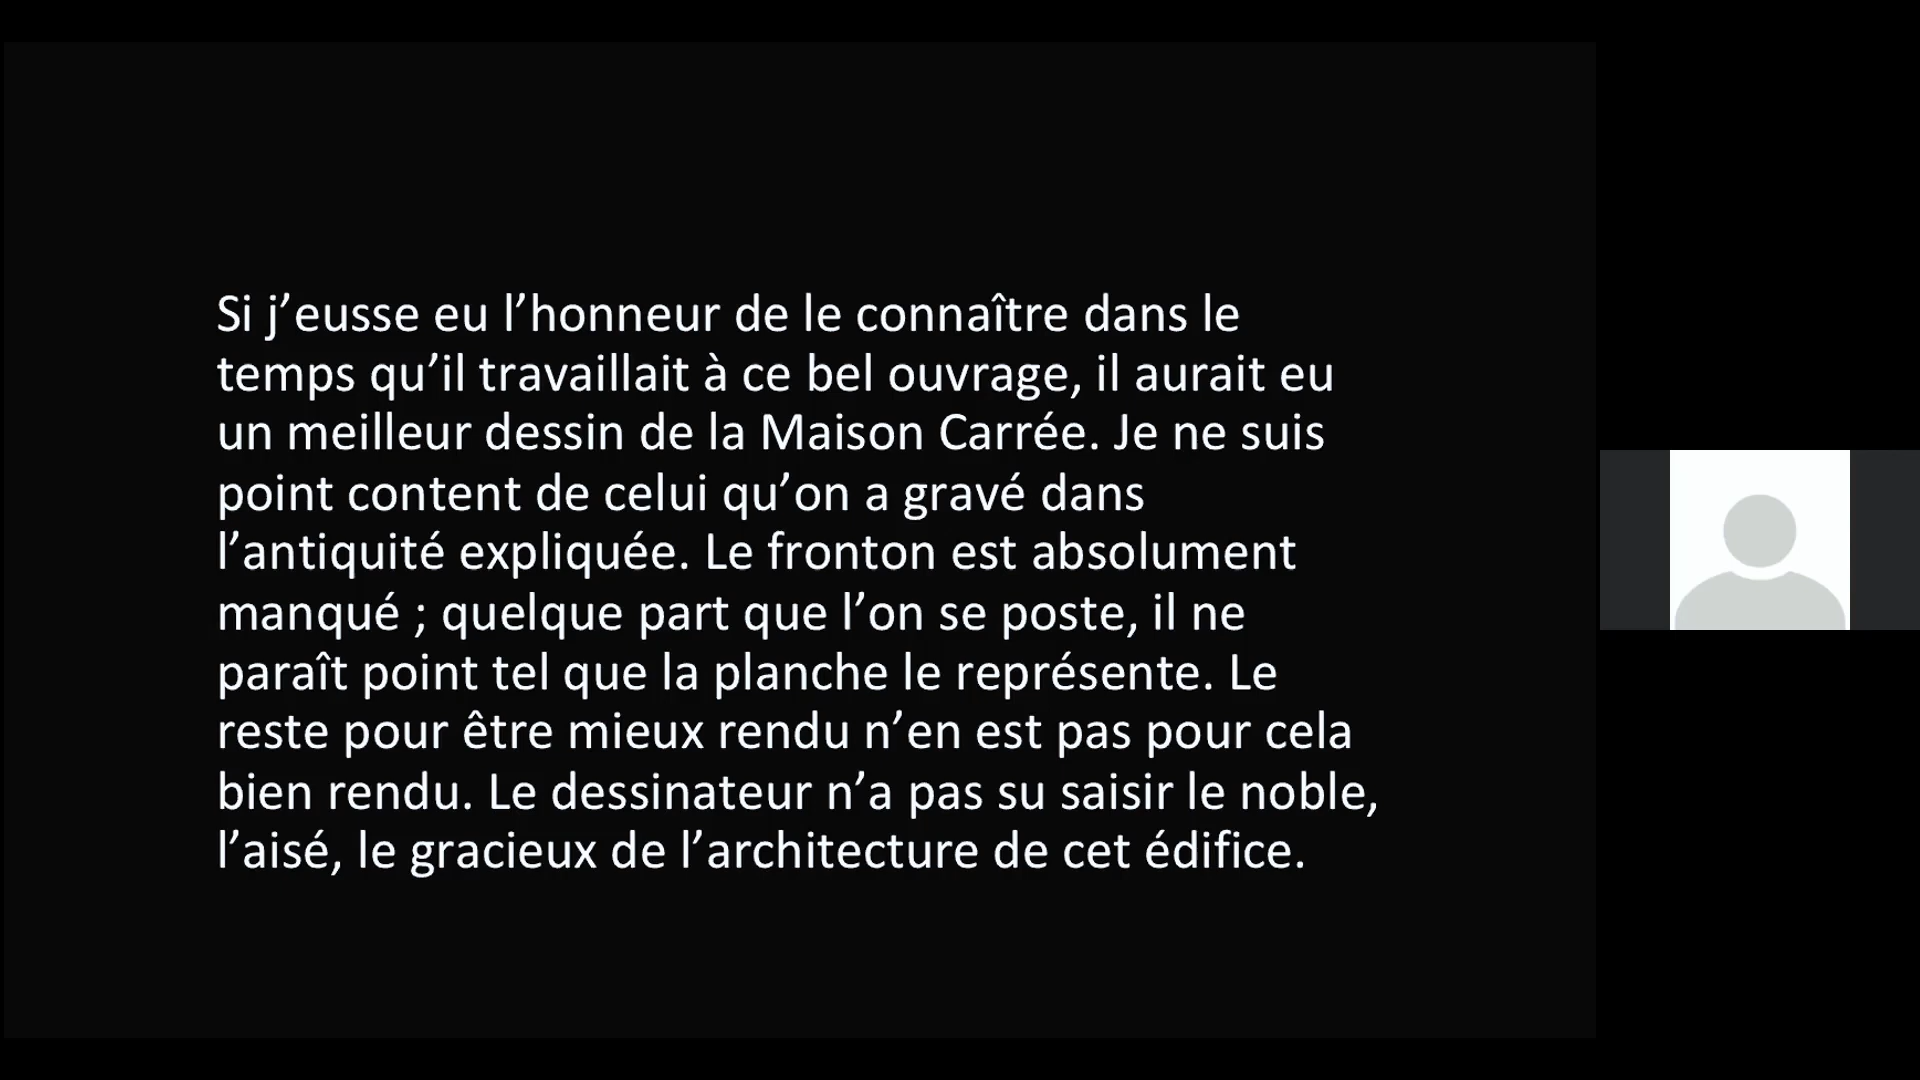 Si j’eusse eu l’honneur de le connaître dans le
temps qu’il travaillait à ce bel ouvrage, il aurait eu
un meilleur dessin de la Maison Carrée. Je ne suis
point content de celui qu’on a gravé dans
l’antiquité expliquée. Le fronton est absolument
manqué ; quelque part que l’on se poste, il ne
paraît point tel que la planche le représente. Le
reste pour être mieux rendu n’en est pas pour cela
bien rendu. Le dessinateur n’a pas su saisir le noble,
l’aisé, le gracieux de l’architecture de cet édifice.